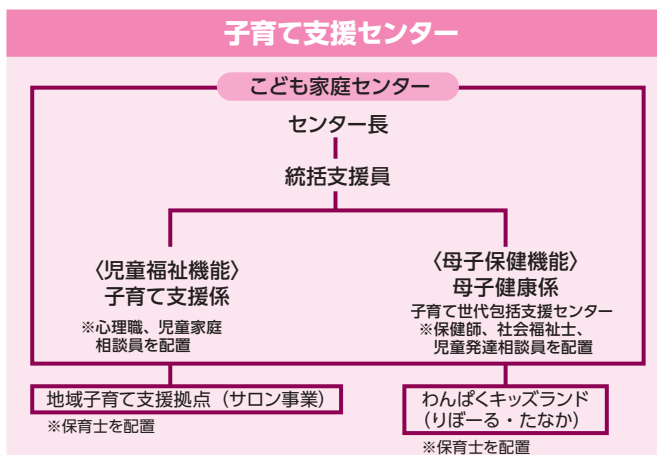 子育て支援センター
こども家庭センター
センター長
統括支援員
〈児童福祉機能〉
子育て支援係
※心理職、児童家庭
相談員を配置
〈母子保健機能〉
母子健康係
子育て世代包括支援センター
※保健師、社会福祉士、
児童発達相談員を配置
地域子育て支援拠点（サロン事業）
※保育士を配置
わんぱくキッズランド
（りぼーる・たなか）
※保育士を配置